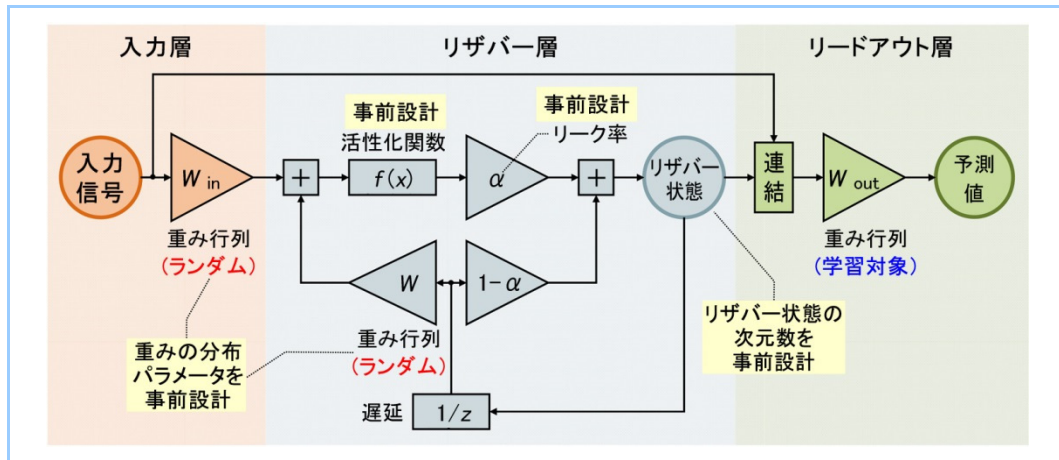 入力層
リザバー層
リードアウト層
事前設計
活性化関数
事前設計
リーク率
入力
信号
W in
+
f(x)
α
+
リザバー
状態
連
結
W out
予測
値
重み行列
(ランダム)
W
1-α
重み行列
(学習対象)
重みの分布
パラメータを
事前設計
重み行列
(ランダム)
リザバー状態の
次元数を
事前設計
遅延
1/z